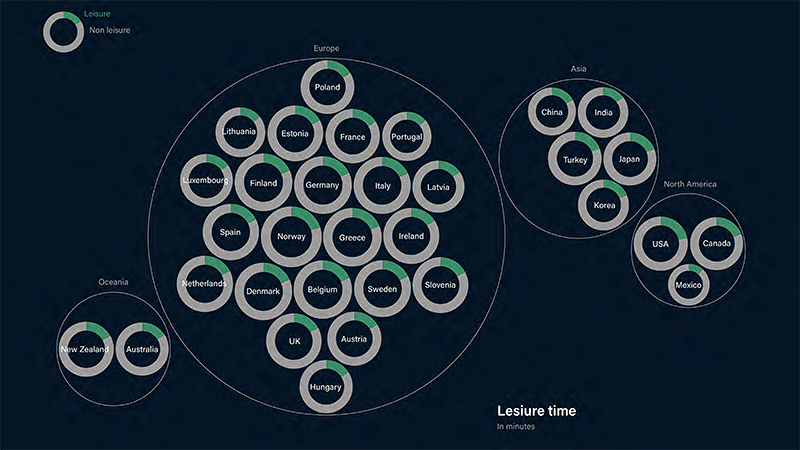 Leisure
Non leisure
Europe
Poland
Lithuania
Estonia
France
Portugal
Luxembourg
Finland
Germany
Italy
Latvia
Spain
Norway
Greece
Ireland
Netherlands
Denmark
Belgium
Sweden
Slovenia
UK
Austria
Hungary
Asia
China
India
Turkey
Japan
Korea
North America
USA
Canada
Mexico
Oceania
New Zealand
Australia
Lesiure time
In minutes